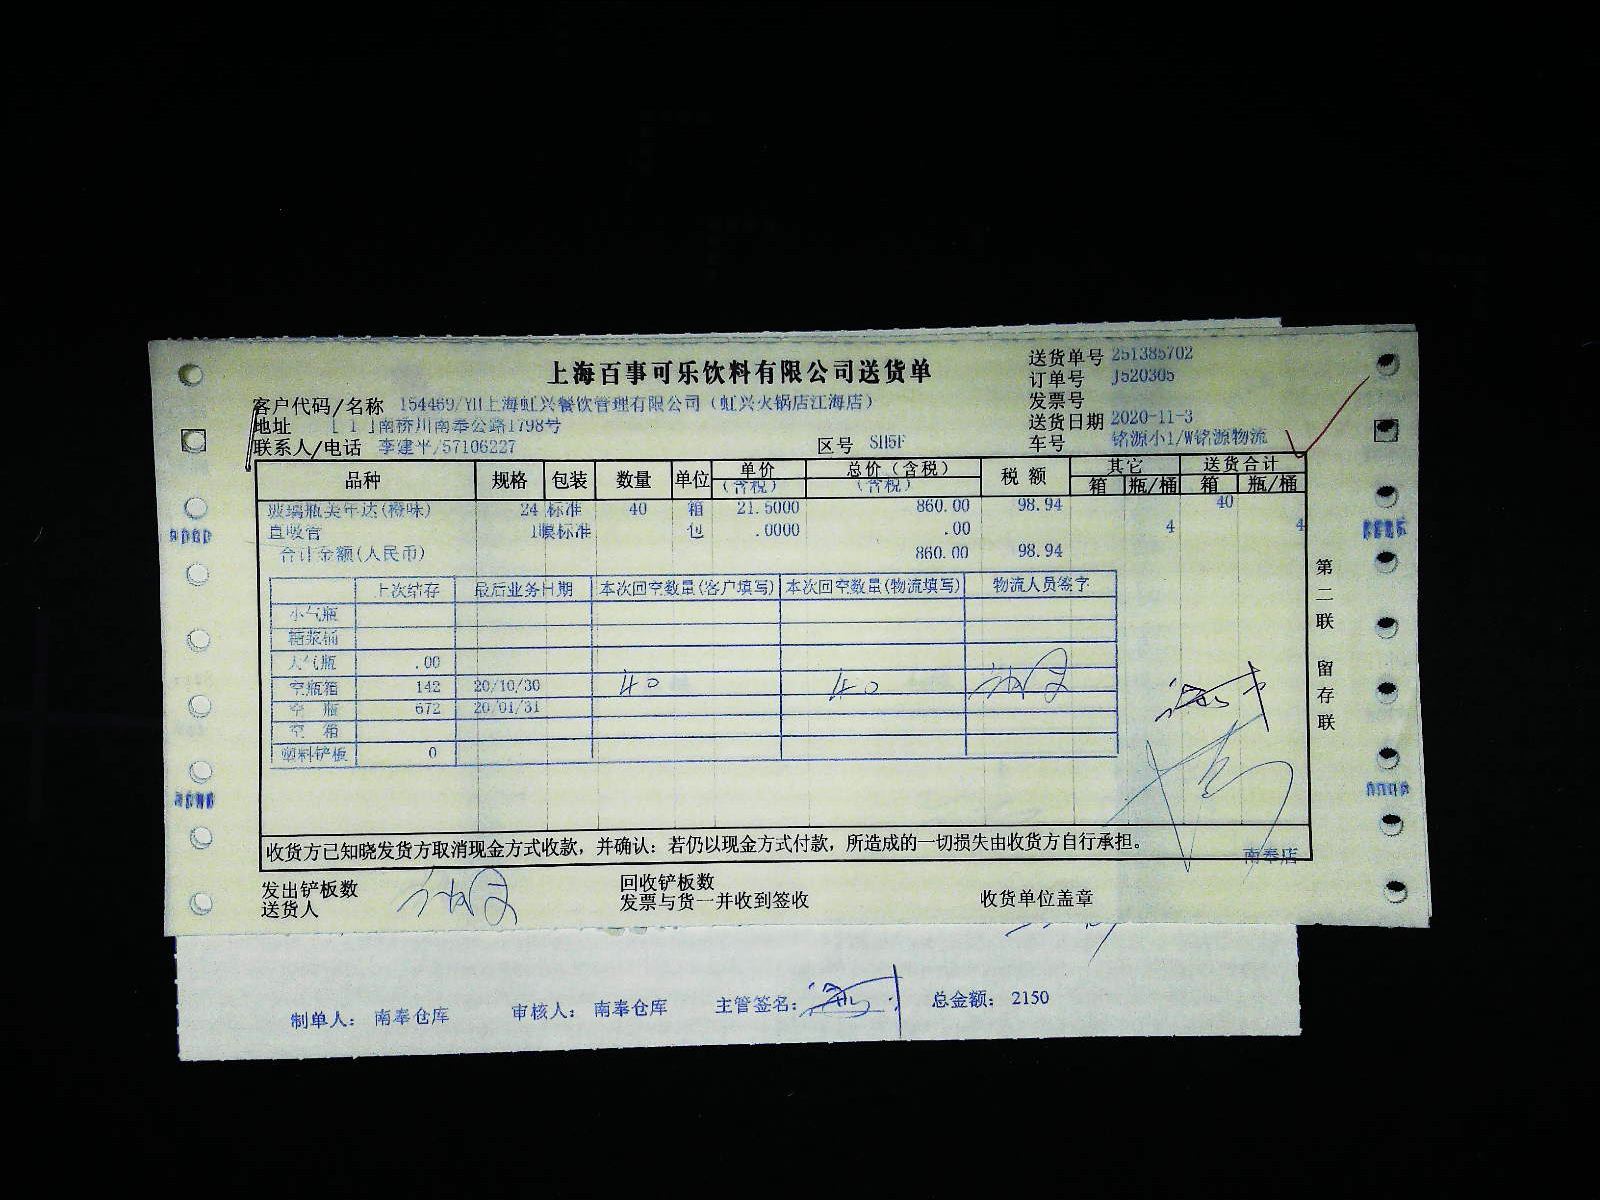 上海百事可乐饮料有限公司送货单
送货单号 251385702
订单号 J520305
发票号
送货日期 2020-11-3
车号 铭源小1/W铭源物流
客户代码/名称 154469/YH上海虹兴餐饮管理有限公司(虹兴火锅店江海店)
地址 [ 1 ]南桥川南奉公路1798号
联系人/电话 李建平/57106227 区号 SH5F
品种 规格 包装 数量 单位 单价(含税) 总价(含税) 税额 其它 送货合计
(含税) 箱 瓶/桶 箱 瓶/桶
玻璃瓶美年达(橙味) 24 标准 40 箱 21.5000 860.00 98.94 40
直吸管 1 标准 包 .0000 .00 4 4
合计金额(人民币) 860.00 98.94
上次结存 最后业务日期 本次回空数量(客户填写) 本次回空数量(物流填写) 物流人员签字
小气瓶
糖浆桶
大气瓶 .00
空瓶箱 142 20/10/30 40 40
空 瓶 672 20/01/31
空 箱
塑料铲板 0
第二联 留存联
收货方已知晓发货方取消现金方式收款,并确认:若仍以现金方式付款,所造成的一切损失由收货方自行承担。
南奉店
发出铲板数 回收铲板数
送货人 发票与货一并收到签收 收货单位盖章
制单人: 南奉仓库 审核人: 南奉仓库 主管签名: 总金额: 2150